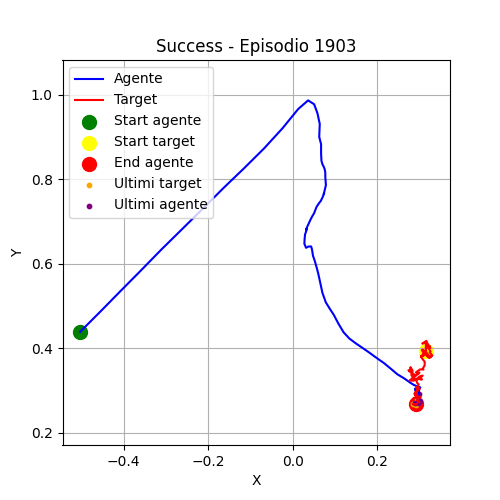 Success - Episodio 1903
Agente
Target
Start agente
Start target
End agente
Ultimi target
Ultimi agente
1.0
0.8
0.6
0.4
0.2
Y
−0.4
−0.2
0.0
0.2
X